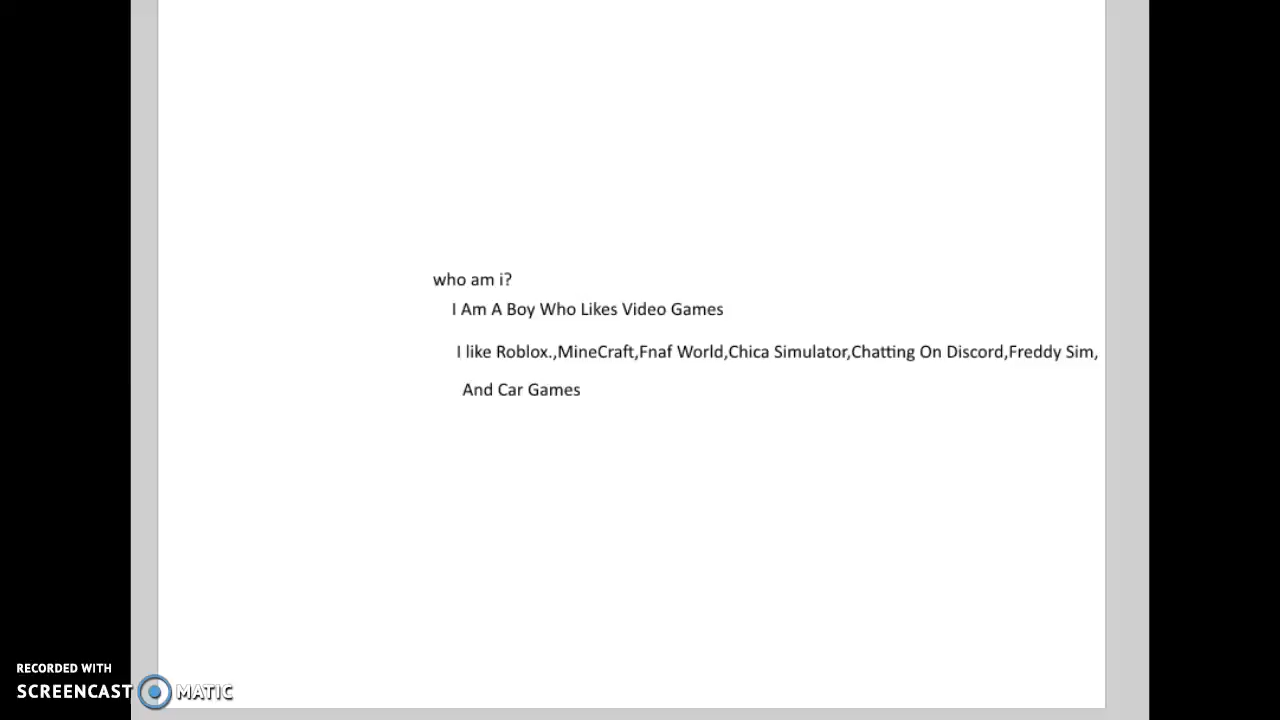 who am i?
I Am A Boy Who Likes Video Games
I like Roblox.,MineCraft,Fnaf World,Chica Simulator,Chatting On Discord,Freddy Sim,
And Car Games
RECORDED WITH
SCREENCAST MATIC